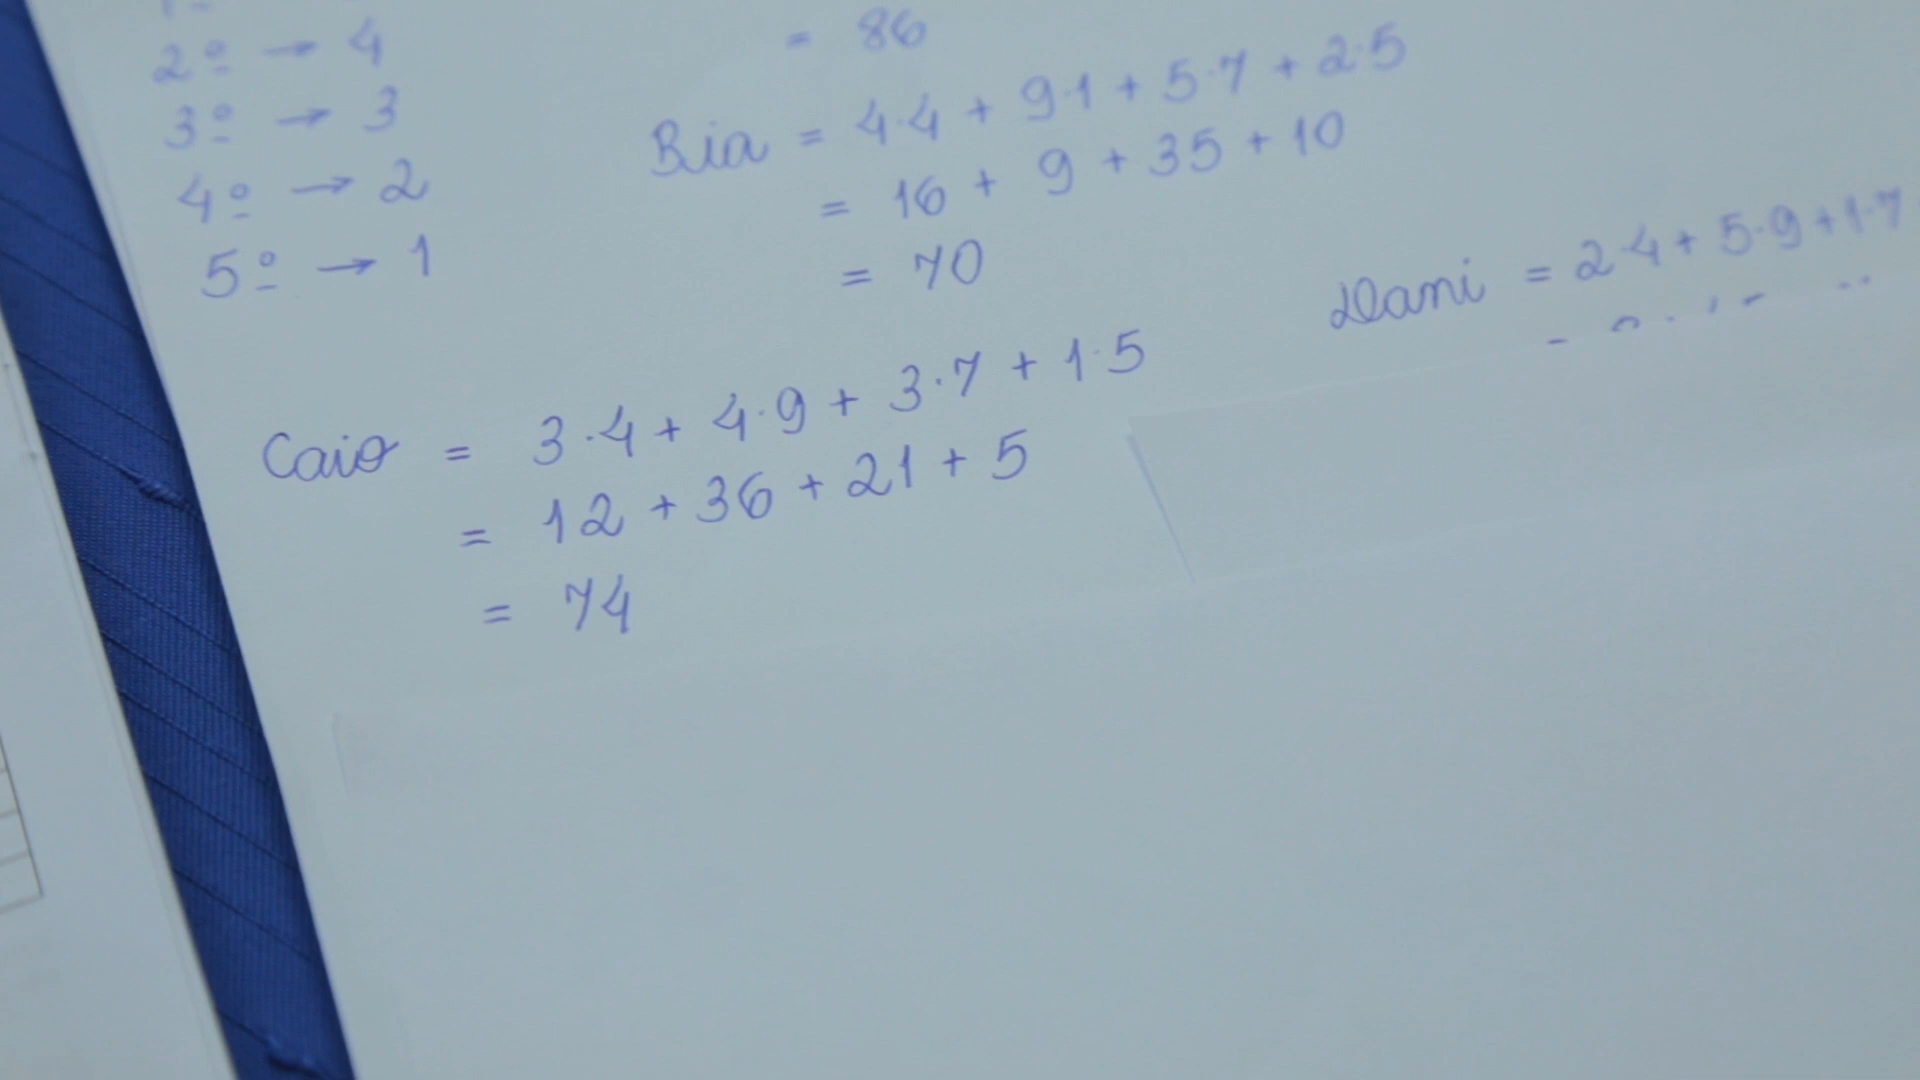 2º → 4
3º → 3
4º → 2
5º → 1
= 86
Bia = 4·4 + 9·1 + 5·7 + 2·5
= 16 + 9 + 35 + 10
= 70
Caio = 3·4 + 4·9 + 3·7 + 1·5
= 12 + 36 + 21 + 5
= 74
Dani = 2·4 + 5·9 + 1·7